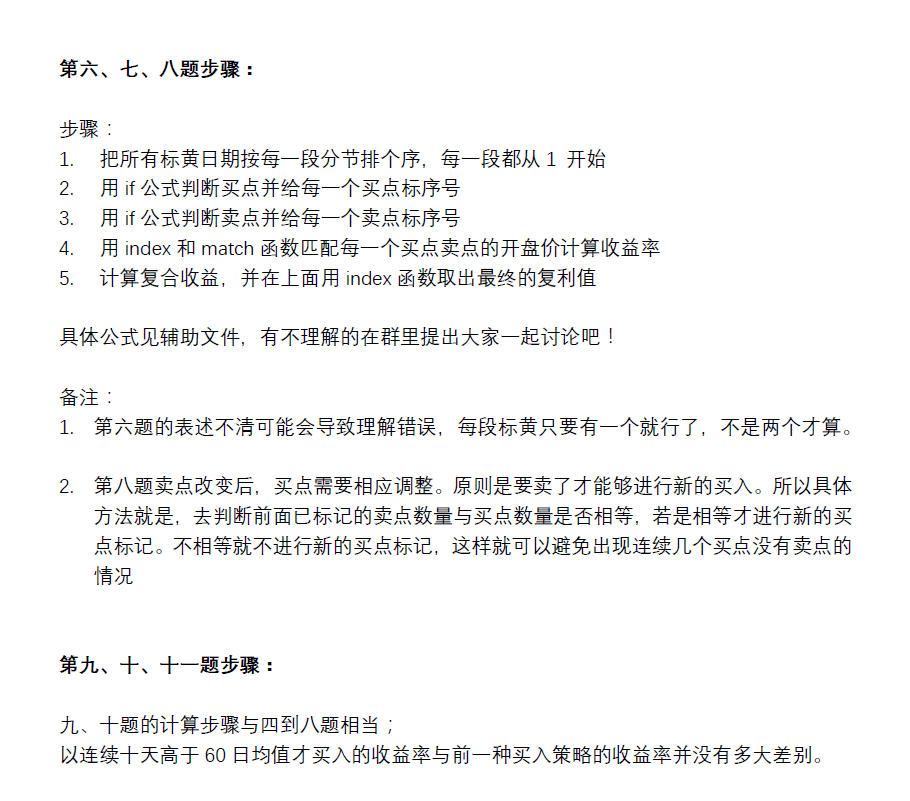 第六、七、八题步骤：
步骤：
1. 把所有标黄日期按每一段分节排个序，每一段都从 1 开始
2. 用 if 公式判断买点并给每一个买点标序号
3. 用 if 公式判断卖点并给每一个卖点标序号
4. 用 index 和 match 函数匹配每一个买点卖点的开盘价计算收益率
5. 计算复合收益，并在上面用 index 函数取出最终的复利值
具体公式见辅助文件，有不理解的在群里提出大家一起讨论吧！
备注：
1. 第六题的表述不清可能会导致理解错误，每段标黄只要有一个就行了，不是两个才算。
2. 第八题卖点改变后，买点需要相应调整。原则是要卖了才能够进行新的买入。所以具体
方法就是，去判断前面已标记的卖点数量与买点数量是否相等，若是相等才进行新的买
点标记。不相等就不进行新的买点标记，这样就可以避免出现连续几个买点没有卖点的
情况
第九、十、十一题步骤：
九、十题的计算步骤与四到八题相当；
以连续十天高于 60 日均值才买入的收益率与前一种买入策略的收益率并没有多大差别。